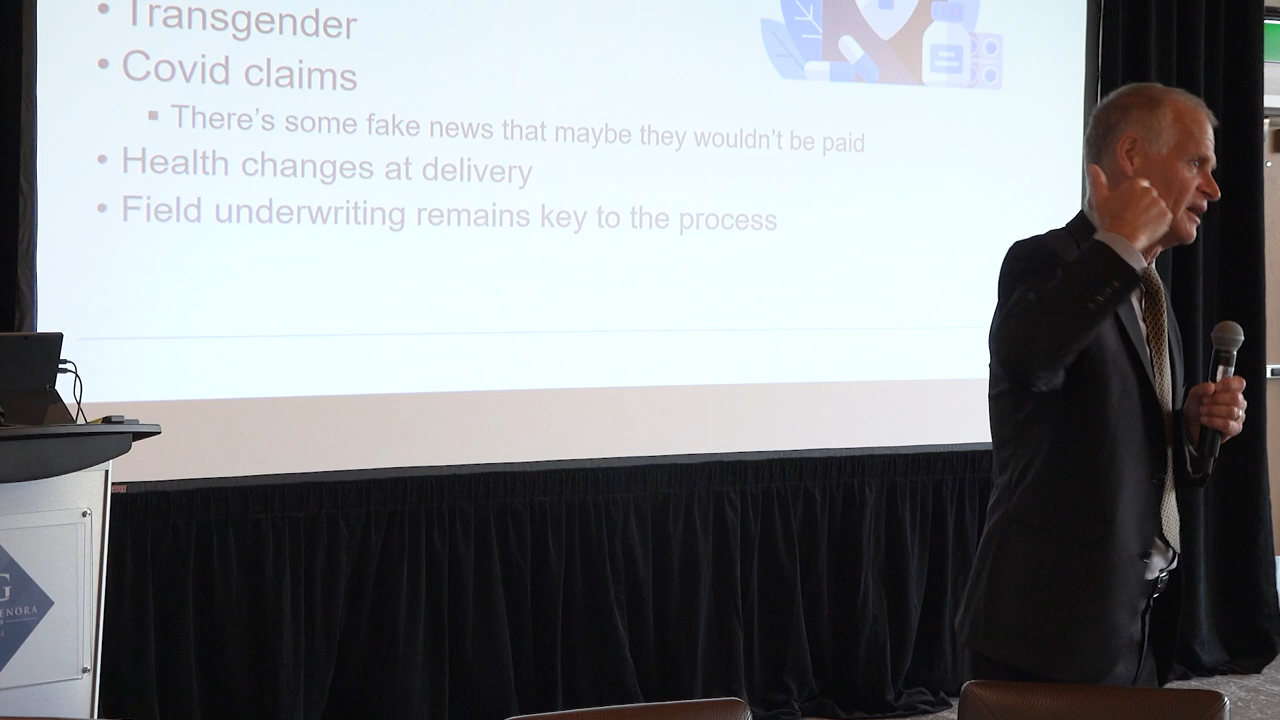 Transgender
Covid claims
There's some fake news that maybe they wouldn't be paid
Health changes at delivery
Field underwriting remains key to the process
G
ENORA